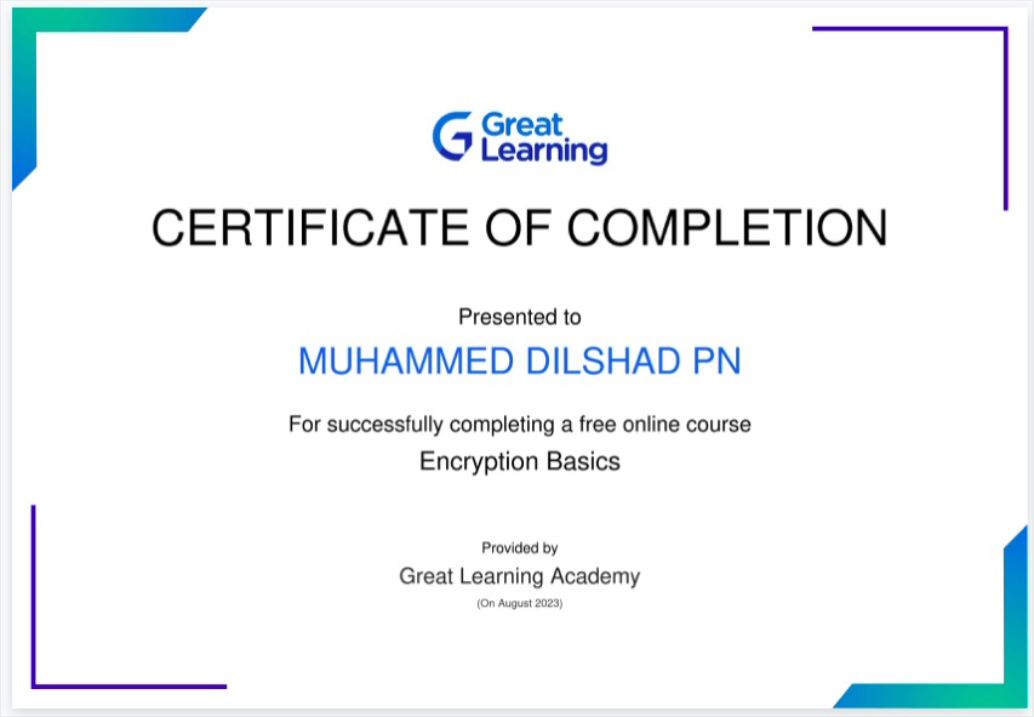 Great
Learning
CERTIFICATE OF COMPLETION
Presented to
MUHAMMED DILSHAD PN
For successfully completing a free online course
Encryption Basics
Provided by
Great Learning Academy
(On August 2023)